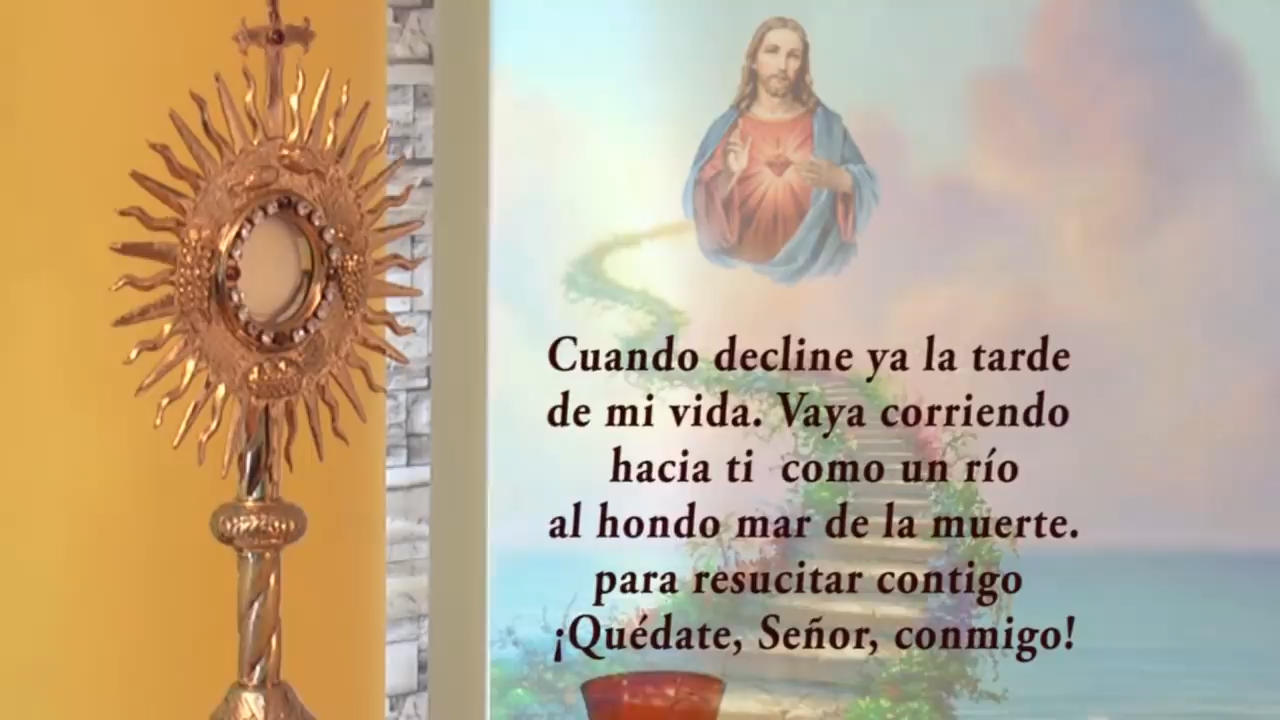 Cuando decline ya la tarde
de mi vida. Vaya corriendo
hacia ti como un río
al hondo mar de la muerte.
para resucitar contigo
¡Quédate, Señor, conmigo!